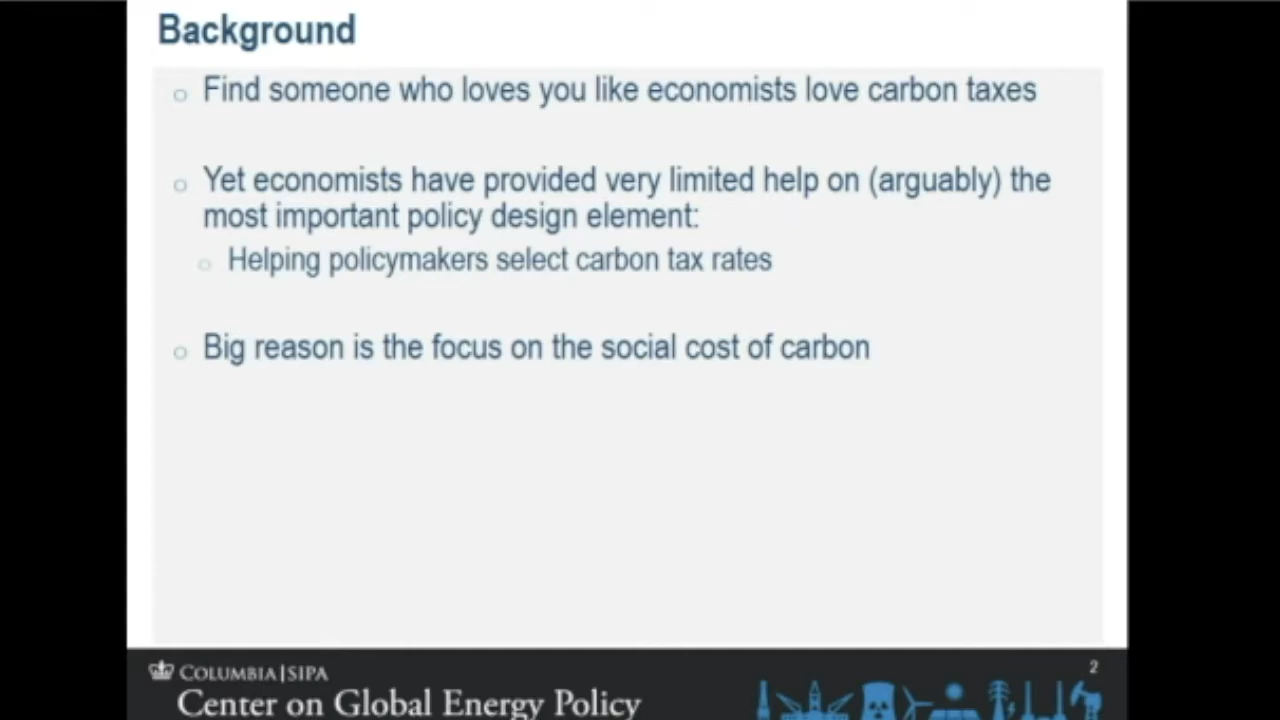 Background
Find someone who loves you like economists love carbon taxes
Yet economists have provided very limited help on (arguably) the
most important policy design element:
Helping policymakers select carbon tax rates
Big reason is the focus on the social cost of carbon
COLUMBIA|SIPA
2
Center on Global Energy Policy